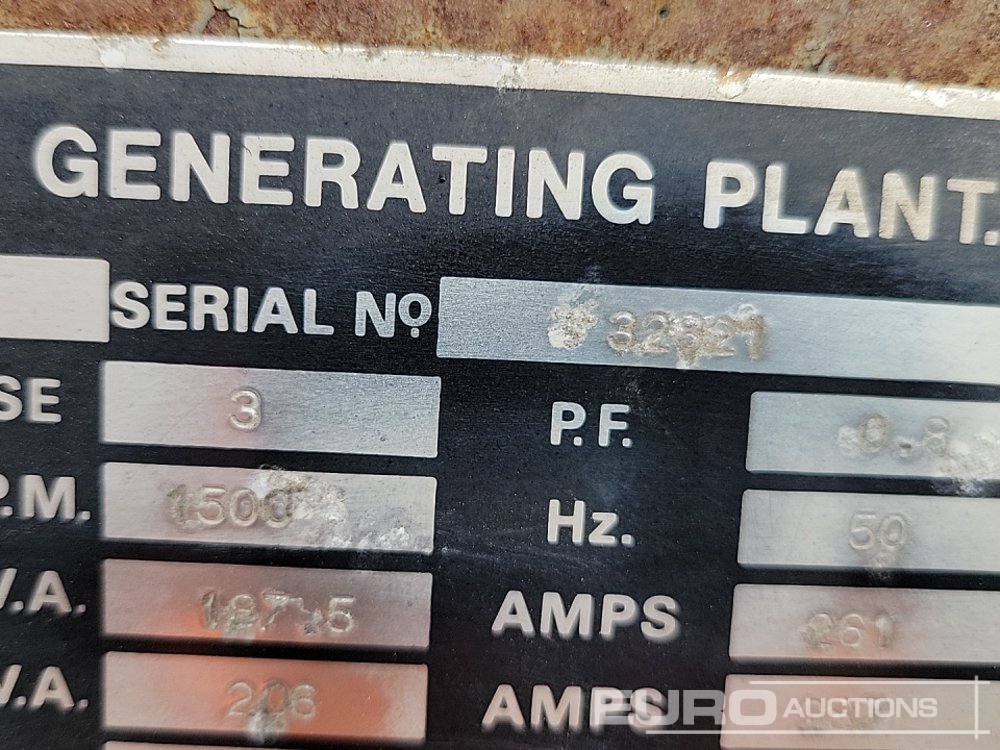 GENERATING PLANT.
SERIAL Nº 32821
SE 3 P.F. 0.8
P.M. 1500 Hz. 50
V.A. 187.5 AMPS 261
V.A. 206 AMPS
EURO AUCTIONS